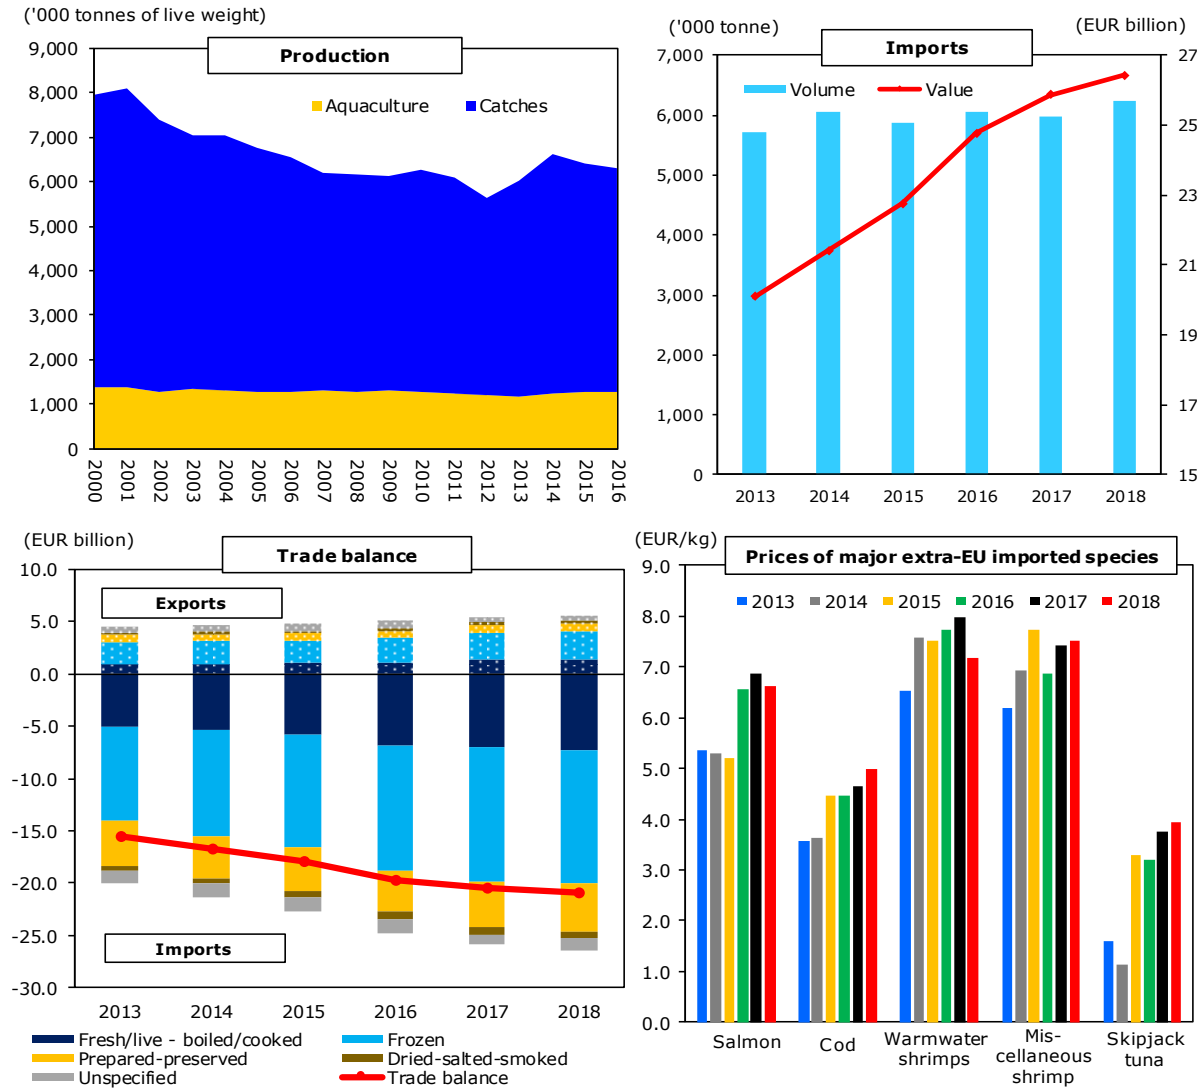 ('000 tonnes of live weight)
Production
9,000
8,000
7,000
6,000
5,000
4,000
3,000
2,000
1,000
0
Aquaculture
Catches
2000
2001
2002
2003
2004
2005
2006
2007
2008
2009
2010
2011
2012
2013
2014
2015
2016
('000 tonne)
(EUR billion)
Imports
7,000
6,000
5,000
4,000
3,000
2,000
1,000
0
Volume
Value
27
25
23
21
19
17
15
2013
2014
2015
2016
2017
2018
(EUR billion)
Trade balance
10.0
5.0
0.0
-5.0
-10.0
-15.0
-20.0
-25.0
-30.0
Exports
Imports
2013
2014
2015
2016
2017
2018
Fresh/live - boiled/cooked
Frozen
Prepared-preserved
Dried-salted-smoked
Unspecified
Trade balance
(EUR/kg)
Prices of major extra-EU imported species
9.0
8.0
7.0
6.0
5.0
4.0
3.0
2.0
1.0
0.0
2013
2014
2015
2016
2017
2018
Salmon
Cod
Warmwater
shrimps
Mis-
cellaneous
shrimp
Skipjack
tuna